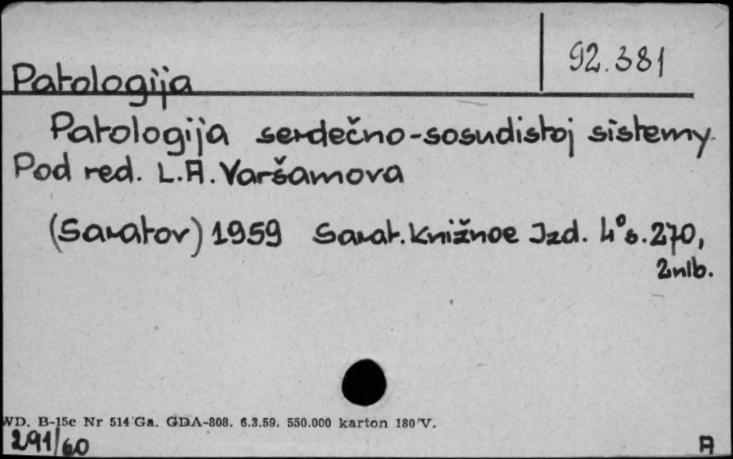 92.381
Patologija
Patologija serdečno-sosudistoj sistemy.
Pod red. L.A. Varšamova
(Saratov) 1959 Sarat. Knižnoe Izd. 4° s. 270,
2nlb.
WD. B-15c Nr 514 Ga. GDA-808. 6.3.59. 550.000 karton 180 V.
291/60
A